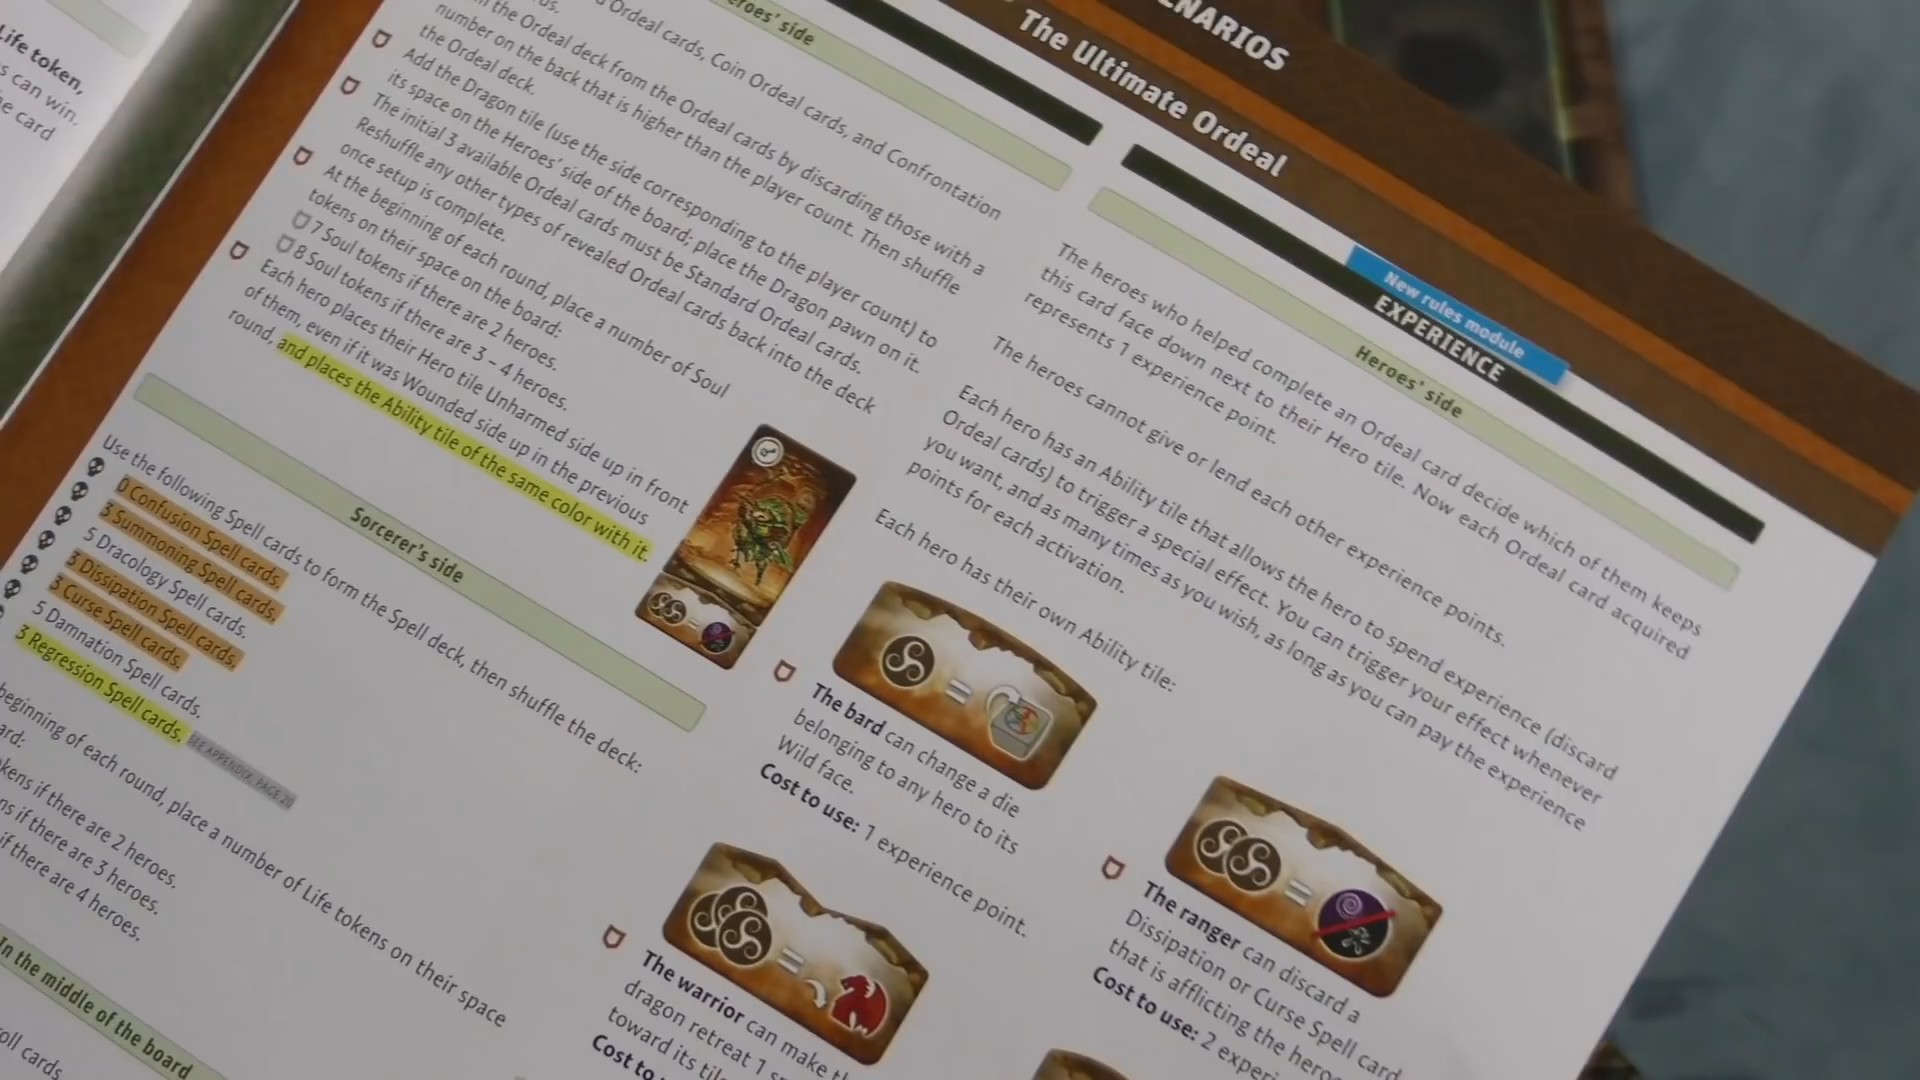 Life token,
s can win,
he card
ENARIOS
The Ultimate Ordeal
eroes' side
Ordeal cards, Coin Ordeal cards, and Confrontation
the Ordeal deck from the Ordeal cards by discarding those with a
number on the back that is higher than the player count. Then shuffle
the Ordeal deck.
Add the Dragon tile (use the side corresponding to the player count) to
its space on the Heroes' side of the board; place the Dragon pawn on it.
The initial 3 available Ordeal cards must be Standard Ordeal cards.
Reshuffle any other types of revealed Ordeal cards back into the deck
once setup is complete.
At the beginning of each round, place a number of Soul
tokens on their space on the board:
7 Soul tokens if there are 2 heroes.
8 Soul tokens if there are 3 – 4 heroes.
Each hero places their Hero tile Unharmed side up in front
of them, even if it was Wounded side up in the previous
round, and places the Ability tile of the same color with it.
Sorcerer's side
Use the following Spell cards to form the Spell deck, then shuffle the deck:
0 Confusion Spell cards.
3 Summoning Spell cards.
5 Dracology Spell cards.
3 Dissipation Spell cards.
3 Curse Spell cards.
5 Damnation Spell cards.
3 Regression Spell cards. SEE APPENDIX, PAGE 20
beginning of each round, place a number of Life tokens on their space
ard:
kens if there are 2 heroes.
ns if there are 3 heroes.
if there are 4 heroes.
In the middle of the board
oll cards
New rules module
EXPERIENCE
Heroes' side
The heroes who helped complete an Ordeal card decide which of them keeps
this card face down next to their Hero tile. Now each Ordeal card acquired
represents 1 experience point.
The heroes cannot give or lend each other experience points.
Each hero has an Ability tile that allows the hero to spend experience (discard
Ordeal cards) to trigger a special effect. You can trigger your effect whenever
you want, and as many times as you wish, as long as you can pay the experience
points for each activation.
Each hero has their own Ability tile:
The bard can change a die
belonging to any hero to its
Wild face.
Cost to use: 1 experience point.
The ranger can discard a
Dissipation or Curse Spell card
that is afflicting the heroes
Cost to use: 2 experi
The warrior can make th
dragon retreat 1 sp
toward its tile
Cost to